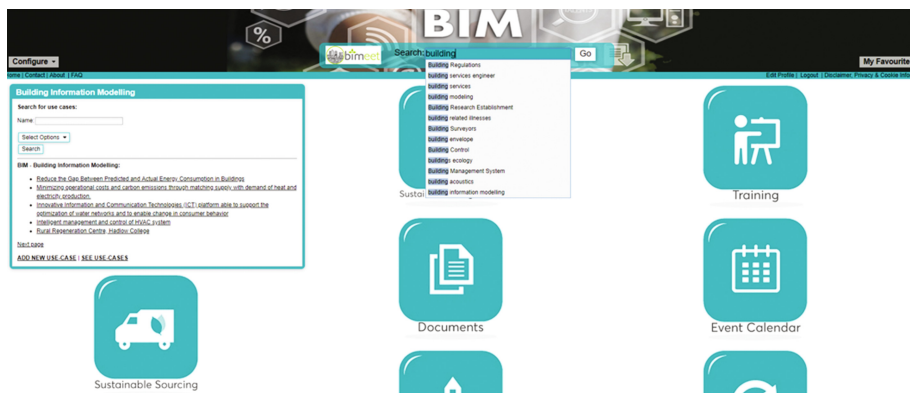 BIM
%
bimeet
Search:building
Go
Configure
My Favourite
ome | Contact | About | FAQ
Edit Profile | Logout | Disclaimer, Privacy & Cookie Info
Building Regulations
building services engineer
building services
building modeling
Building Research Establishment
building related illnesses
Building Surveyors
building envelope
Building Control
buildings ecology
Building Management System
building acoustics
building information modelling
Building Information Modelling
Search for use cases:
Name:
Select Options
Search
BIM - Building Information Modelling:
Reduce the Gap Between Predicted and Actual Energy Consumption in Buildings
Minimizing operational costs and carbon emissions through matching supply with demand of heat and
electricity production.
Innovative Information and Communication Technologies (ICT) platform able to support the
optimization of water networks and to enable change in consumer behavior
Intelligent management and control of HVAC system
Rural Regeneration Centre, Hadlow College
Next page
ADD NEW USE-CASE | SEE USE-CASES
Sustai
Training
Documents
Event Calendar
Sustainable Sourcing